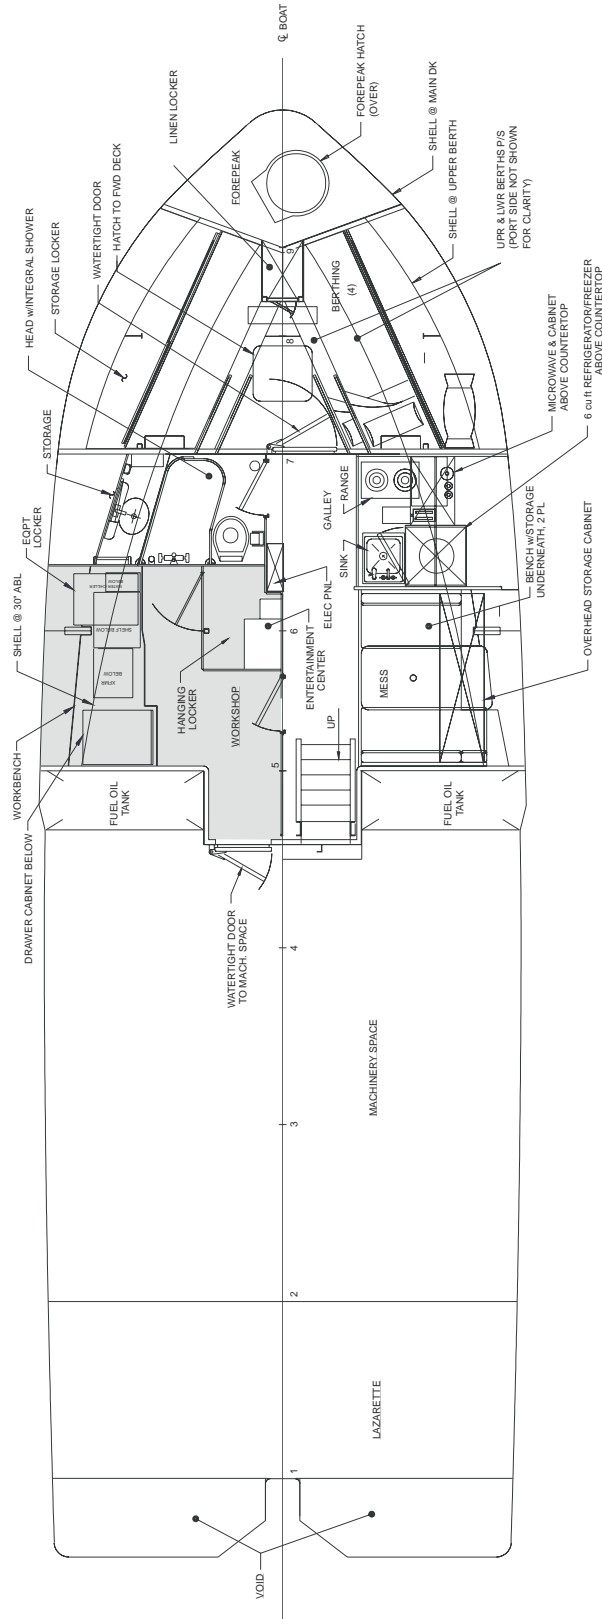 ℄ BOAT
LINEN LOCKER
FOREPEAK HATCH
(OVER)
FOREPEAK
SHELL @ MAIN DK
SHELL @ UPPER BERTH
UPR & LWR BERTHS P/S
(PORT SIDE NOT SHOWN
FOR CLARITY)
HEAD w/INTEGRAL SHOWER
STORAGE LOCKER
WATERTIGHT DOOR
HATCH TO FWD DECK
9
BERTHING
(4)
8
MICROWAVE & CABINET
ABOVE COUNTERTOP
6 cu ft REFRIGERATOR/FREEZER
ABOVE COUNTERTOP
STORAGE
EQPT
LOCKER
SHELL @ 30" ABL
7
GALLEY
RANGE
SINK
BENCH w/STORAGE
UNDERNEATH, 2 PL
OVERHEAD STORAGE CABINET
BELOW
SHELF BELOW
XFMR
BELOW
ELEC PNL
6
ENTERTAINMENT
CENTER
HANGING
LOCKER
WORKSHOP
MESS
UP
5
WORKBENCH
DRAWER CABINET BELOW
FUEL OIL
TANK
FUEL OIL
TANK
WATERTIGHT DOOR
TO MACH. SPACE
4
MACHINERY SPACE
3
2
LAZARETTE
1
VOID